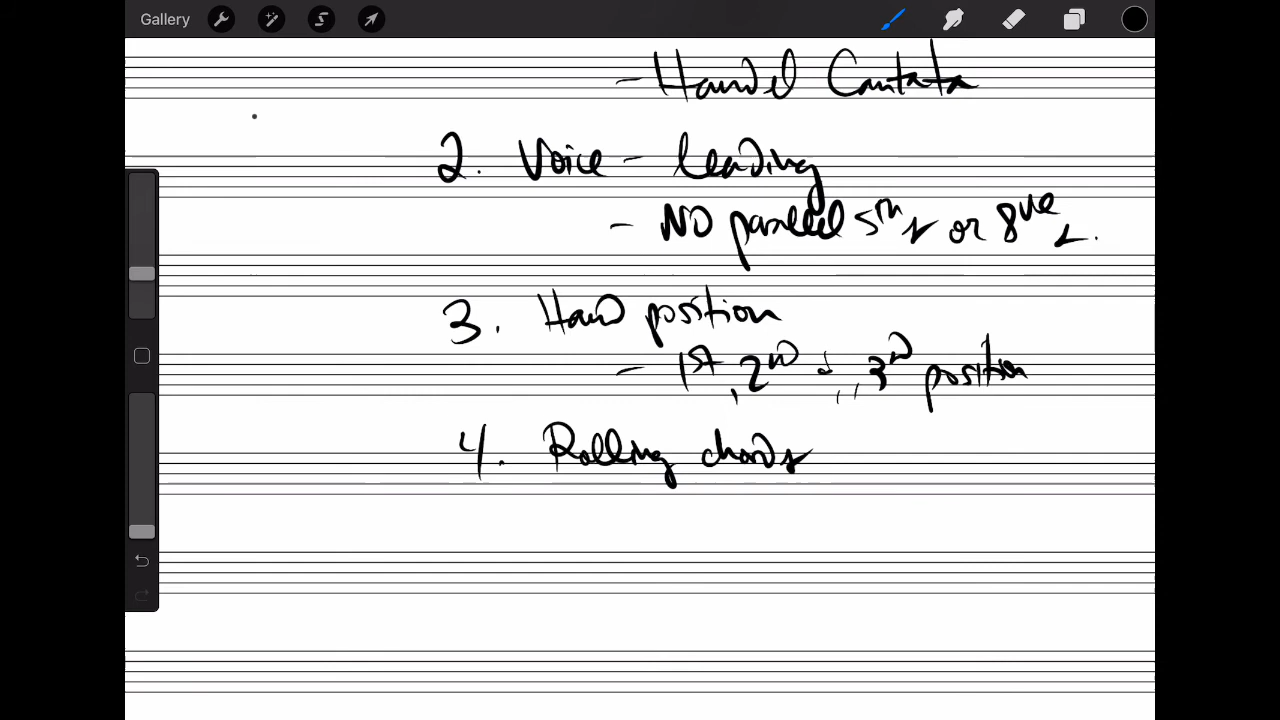 Gallery
- Handel Cantata
2. Voice - leading
- NO parallel 5ths or 8ves.
3. Hand position
- 1st, 2nd &, 3rd position
4. Rolling chords